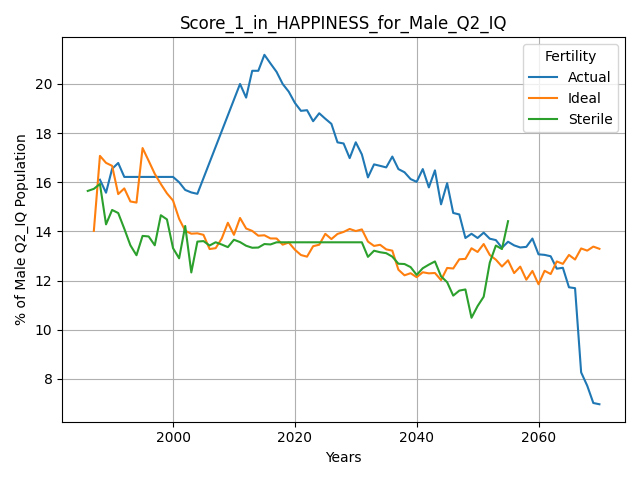 Score_1_in_HAPPINESS_for_Male_Q2_IQ
Fertility
Actual
Ideal
Sterile
% of Male Q2_IQ Population
20
18
16
14
12
10
8
2000 2020 2040 2060
Years